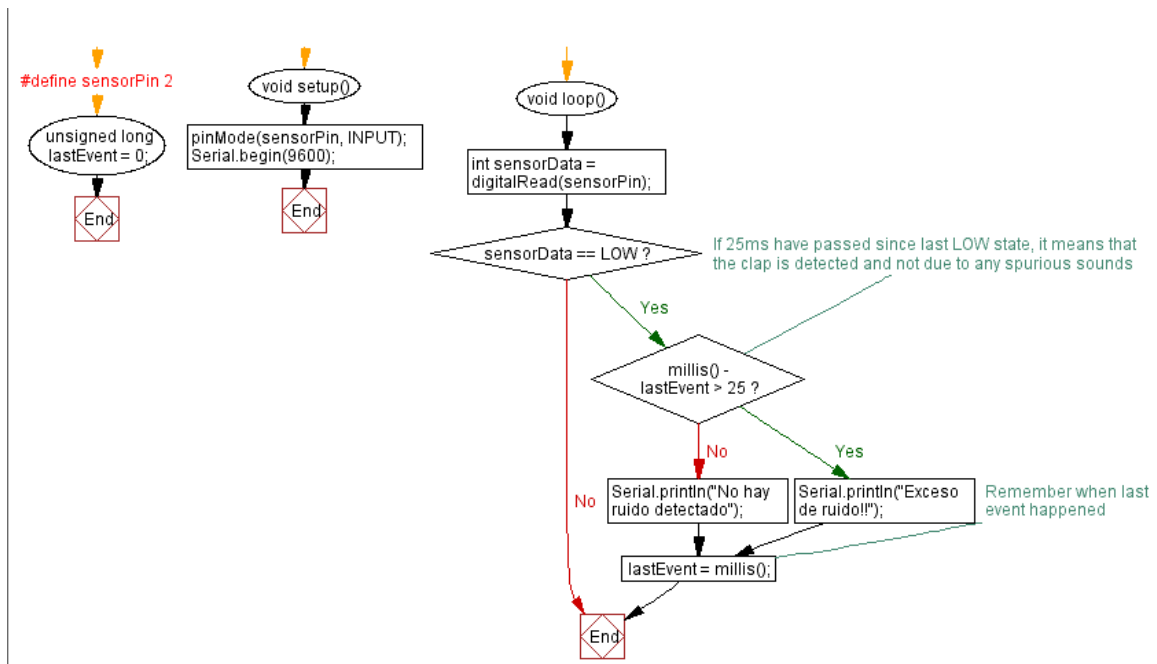 #define sensorPin 2
unsigned long
lastEvent = 0;
End
void setup()
pinMode(sensorPin, INPUT);
Serial.begin(9600);
End
void loop()
int sensorData =
digitalRead(sensorPin);
sensorData == LOW ?
If 25ms have passed since last LOW state, it means that
the clap is detected and not due to any spurious sounds
Yes
millis() -
lastEvent > 25 ?
No
Yes
No
Serial.println("No hay
ruido detectado");
Serial.println("Exceso
de ruido!!");
Remember when last
event happened
lastEvent = millis();
End